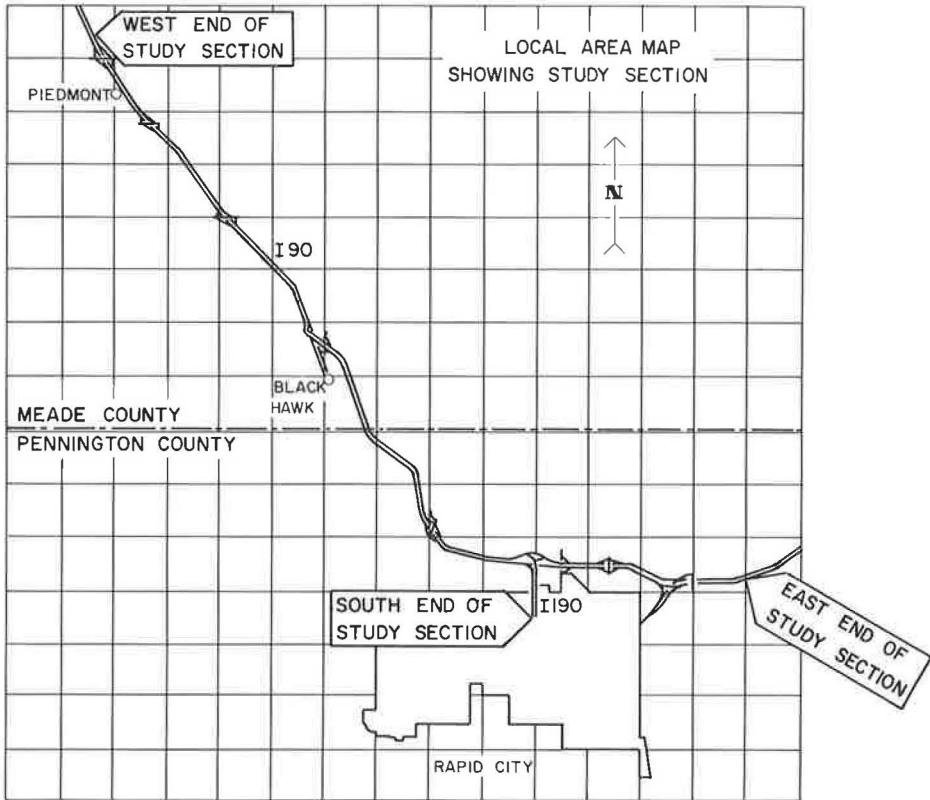 WEST END OF
STUDY SECTION
LOCAL AREA MAP
SHOWING STUDY SECTION
PIEDMONT
N
I90
BLACK
HAWK
MEADE COUNTY
PENNINGTON COUNTY
SOUTH END OF
STUDY SECTION
I190
EAST END OF
STUDY SECTION
RAPID CITY